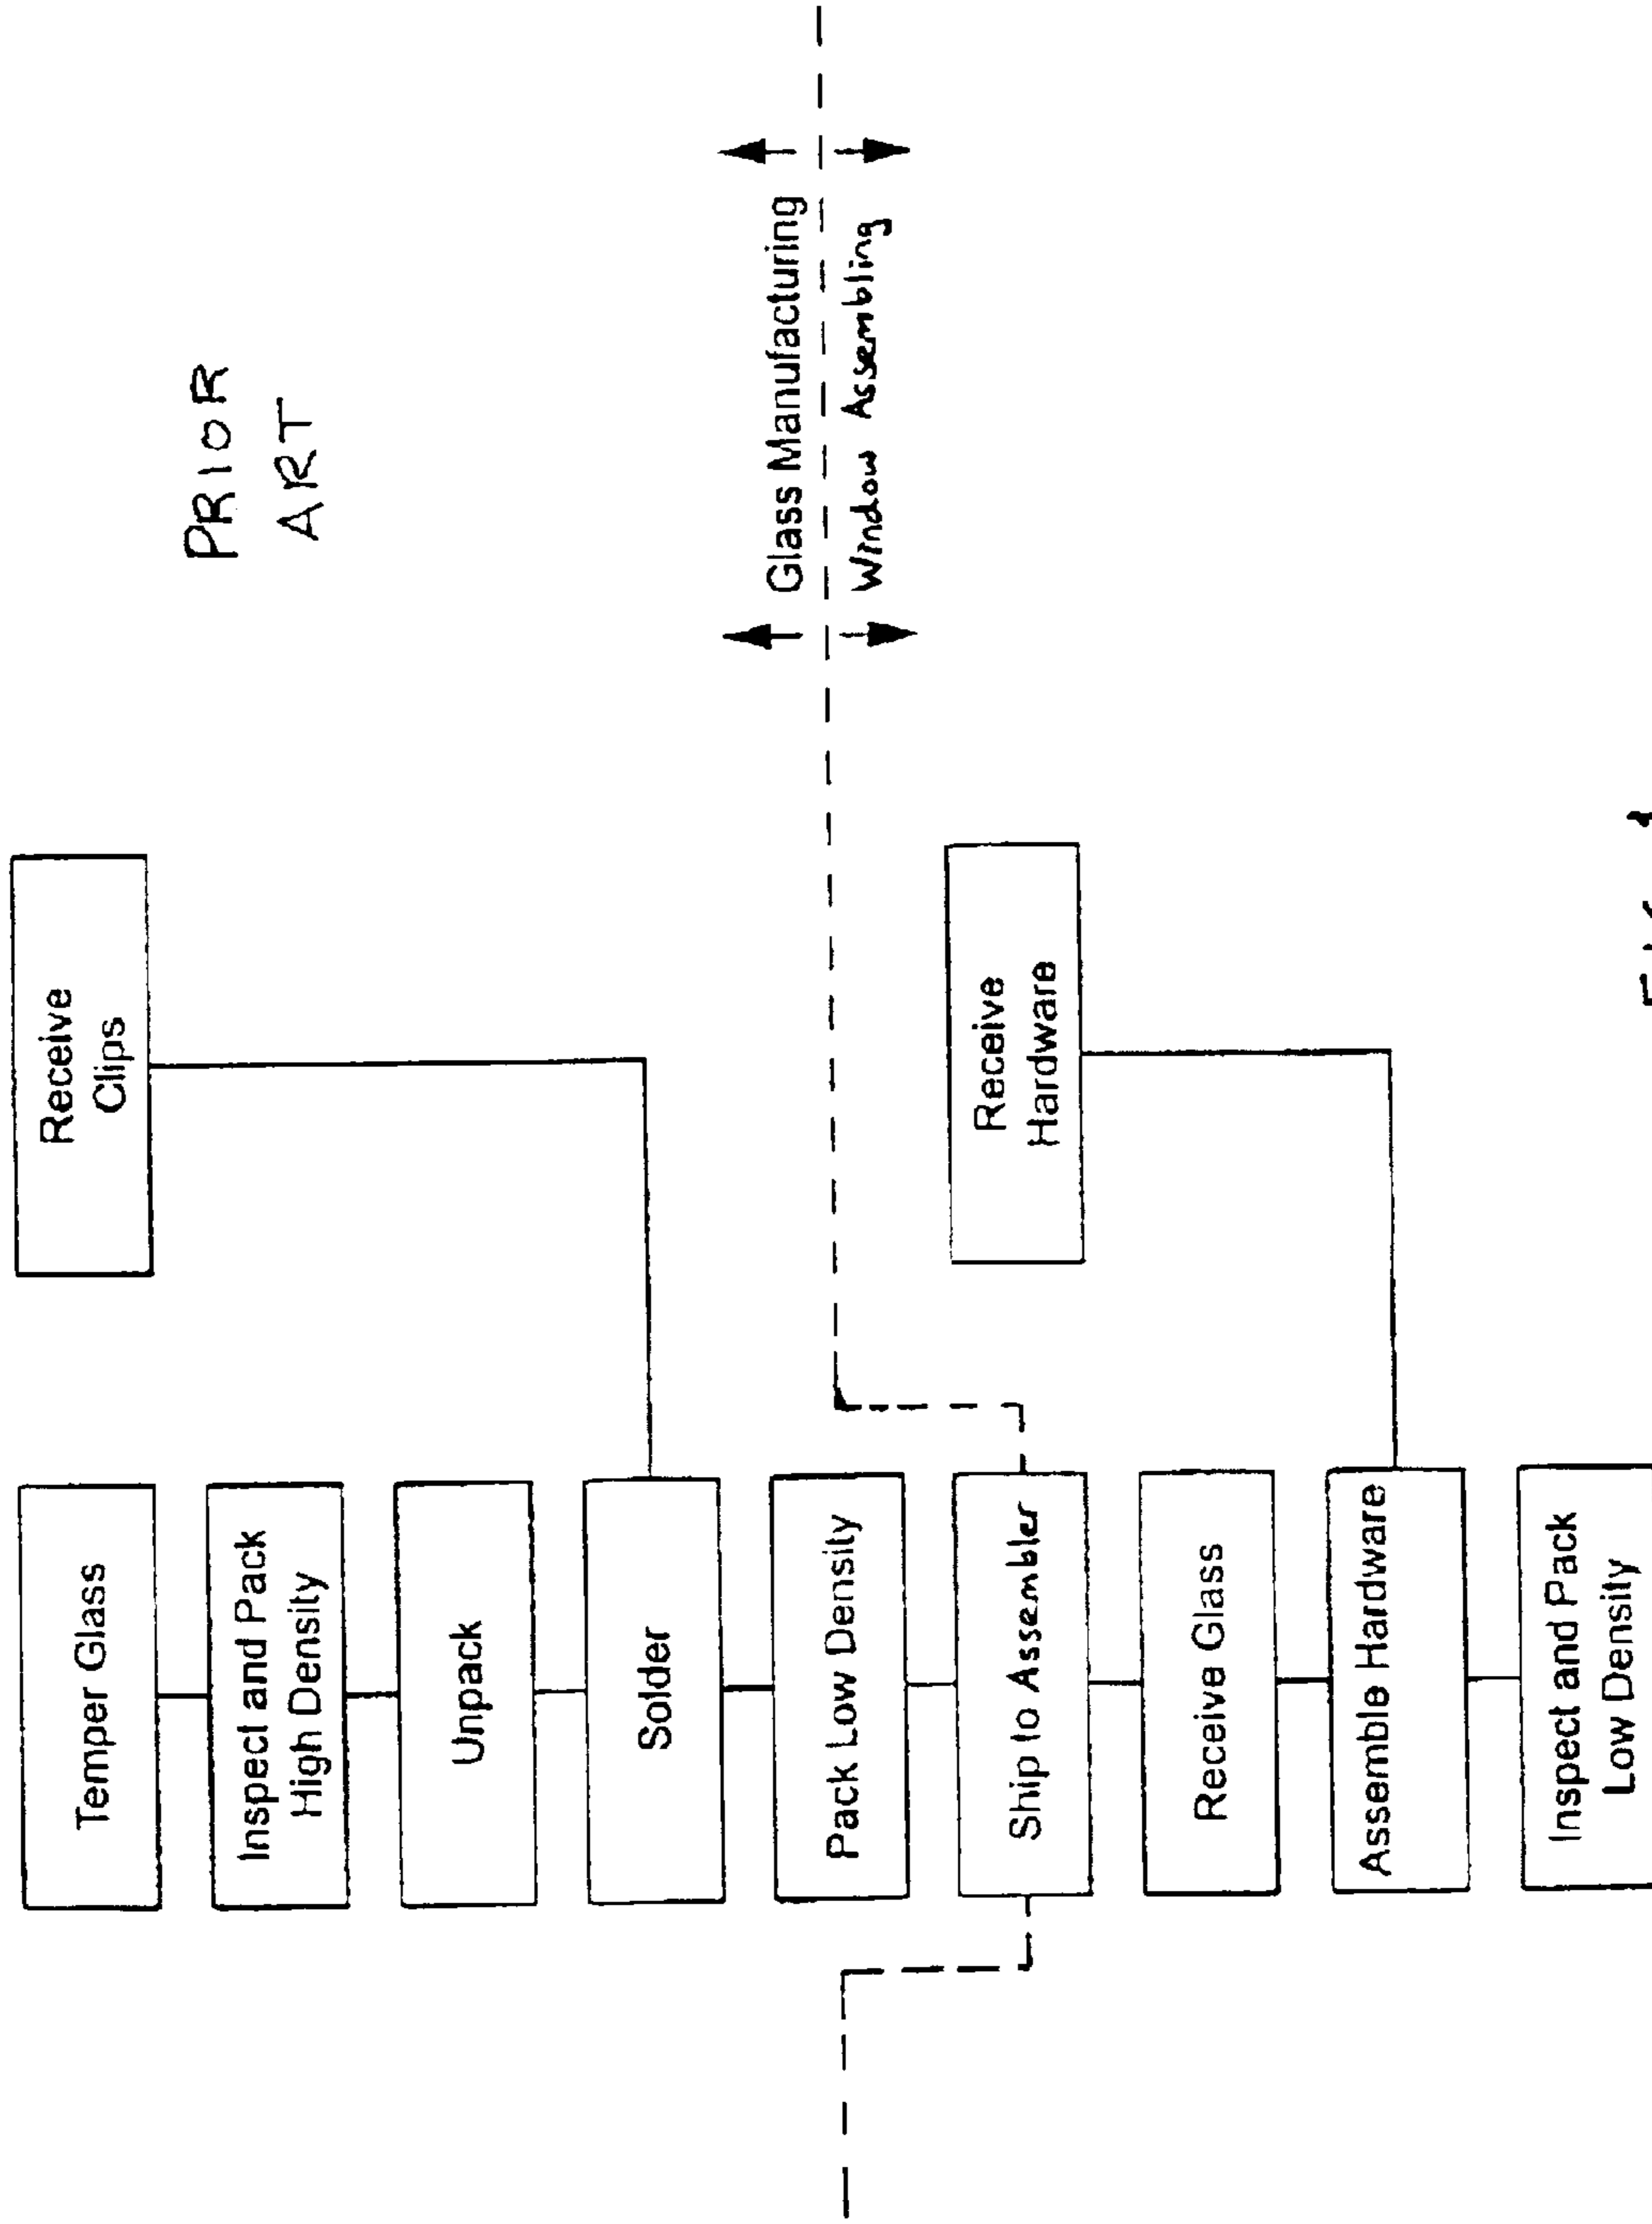 PRIOR
ART
Temper Glass
Receive
Clips
Inspect and Pack
High Density
Unpack
Solder
Pack Low Density
Glass Manufacturing
Window Assembling
Ship to Assembler
Receive Glass
Receive
Hardware
Assemble Hardware
Inspect and Pack
Low Density